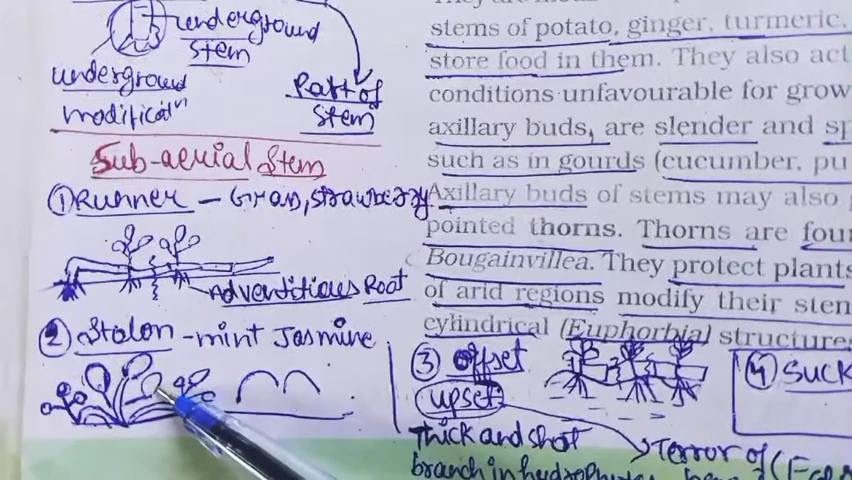 underground
stem
underground
modificatⁿ
Part of
stem
Sub-aerial Stem
① Runner – Grass, strawberry
Adventitious Root
② Stolon - mint Jasmine
stems of potato, ginger, turmeric,
store food in them. They also act
conditions unfavourable for grow
axillary buds, are slender and sp
such as in gourds (cucumber, pu
Axillary buds of stems may also
pointed thorns. Thorns are four
Bougainvillea. They protect plants
of arid regions modify their sten
cylindrical (Euphorbia) structures
③ offset
upset
Thick and short
branch in
Terror of
④ Suck